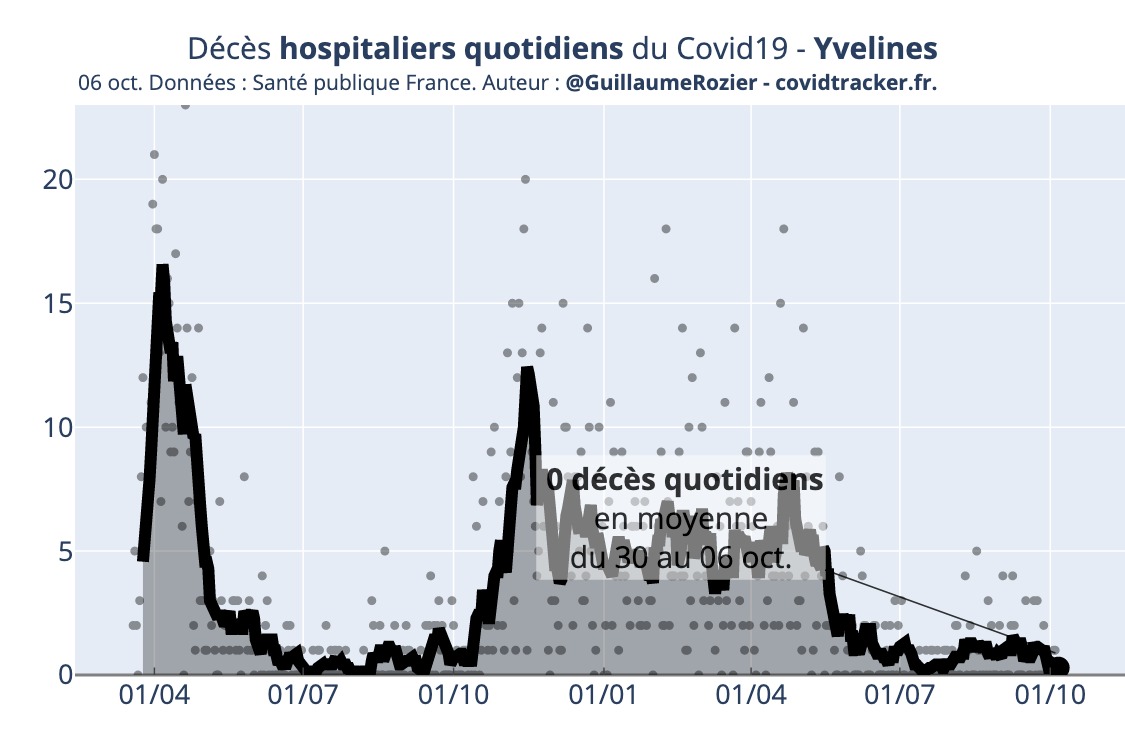 Décès hospitaliers quotidiens du Covid19 - Yvelines
06 oct. Données : Santé publique France. Auteur : @GuillaumeRozier - covidtracker.fr.
20
15
10
5
0
0 décès quotidiens
en moyenne
du 30 au 06 oct.
01/04 01/07 01/10 01/01 01/04 01/07 01/10